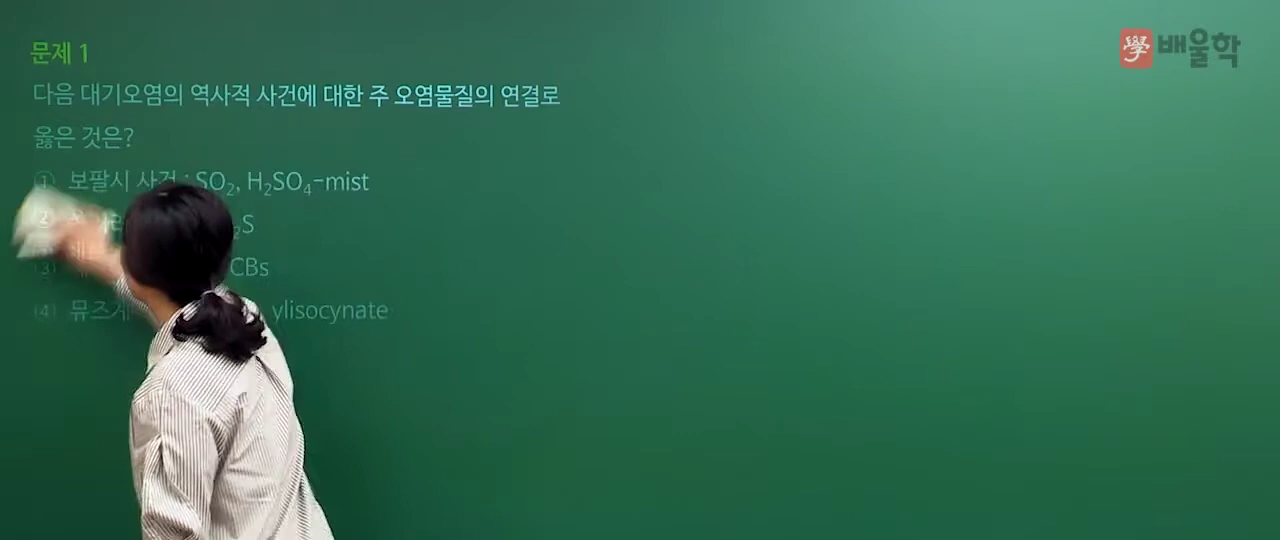 學 배울학
문제 1
다음 대기오염의 역사적 사건에 대한 주 오염물질의 연결로
옳은 것은?
① 보팔시 사건 : SO₂, H₂SO₄-mist
② ₂S
③ CBs
④ 뮤즈계 ylisocynate